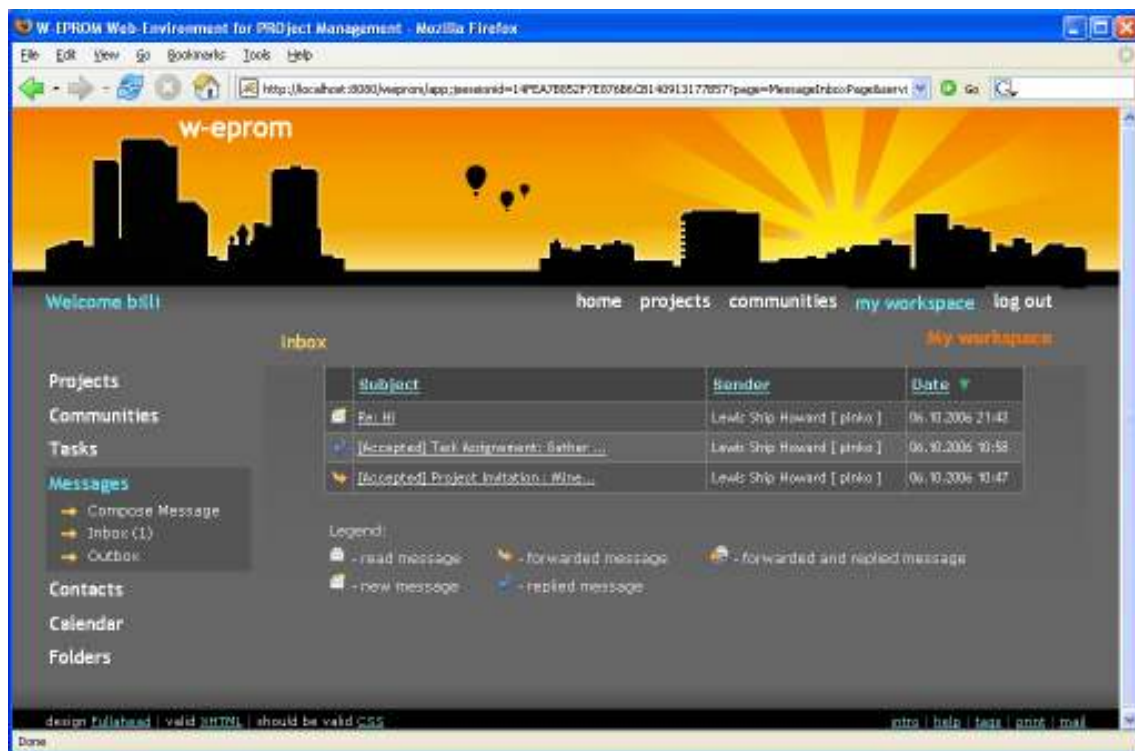 W-EPROM Web-Environment for PROject Management - Mozilla Firefox
File Edit View Go Bookmarks Tools Help
Go
w-eprom
Welcome billi
home projects communities my workspace log out
Inbox
My workspace
Projects
Communities
Tasks
Messages
Compose Message
Inbox (1)
Outbox
Contacts
Calendar
Folders
Subject Sender Date
Re: Hi Lewis Ship Howard [ pinko ] 06.10.2006 21:43
[Accepted] Task Assignment: Gather ... Lewis Ship Howard [ pinko ] 06.10.2006 10:58
[Accepted] Project Invitation : Mine... Lewis Ship Howard [ pinko ] 06.10.2006 10:47
Legend:
- read message - forwarded message - forwarded and replied message
- new message - replied message
design Fullahead | valid XHTML | should be valid CSS
intro | help | tags | print | mail
Done